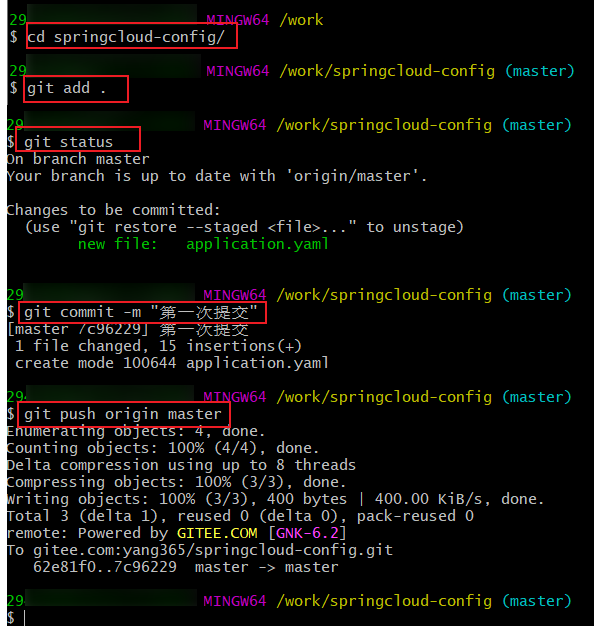 29 MINGW64 /work
$ cd springcloud-config/
29 MINGW64 /work/springcloud-config (master)
$ git add .
29 MINGW64 /work/springcloud-config (master)
$ git status
On branch master
Your branch is up to date with 'origin/master'.
Changes to be committed:
(use "git restore --staged <file>..." to unstage)
new file:   application.yaml
29 MINGW64 /work/springcloud-config (master)
$ git commit -m "第一次提交"
[master 7c96229] 第一次提交
1 file changed, 15 insertions(+)
create mode 100644 application.yaml
29 MINGW64 /work/springcloud-config (master)
$ git push origin master
Enumerating objects: 4, done.
Counting objects: 100% (4/4), done.
Delta compression using up to 8 threads
Compressing objects: 100% (3/3), done.
Writing objects: 100% (3/3), 400 bytes | 400.00 KiB/s, done.
Total 3 (delta 1), reused 0 (delta 0), pack-reused 0
remote: Powered by GITEE.COM [GNK-6.2]
To gitee.com:yang365/springcloud-config.git
62e81f0..7c96229  master -> master
29 MINGW64 /work/springcloud-config (master)
$